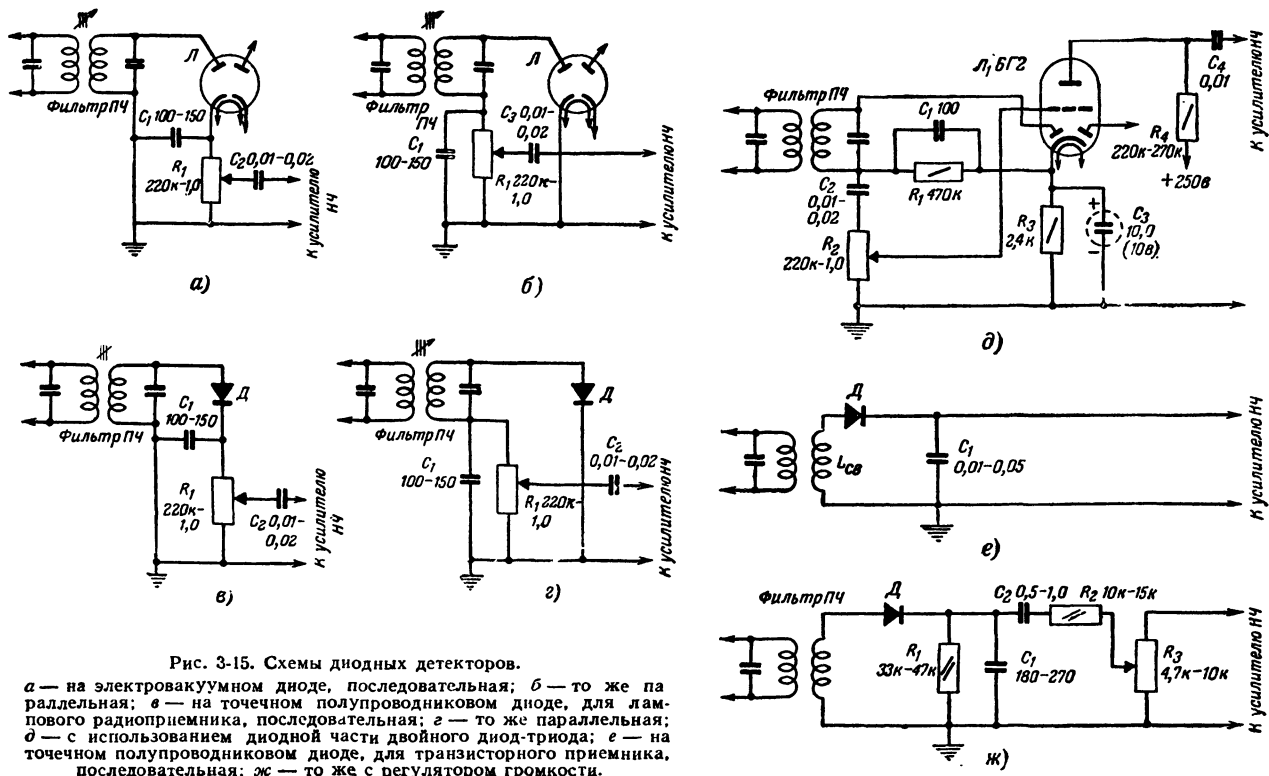 Л
Фильтр ПЧ
C₁ 100-150
R₁
220к-1,0
C₂ 0,01-0,02
К усилителю
НЧ
а)
Л
Фильтр
ПЧ
C₃ 0,01-
0,02
C₁
100-150
R₁ 220к-
1,0
К усилителю НЧ
б)
Д
C₁
100-150
Фильтр ПЧ
R₁
220к-
1,0
C₂ 0,01-
0,02
К усилителю
НЧ
в)
Д
Фильтр ПЧ
C₂
0,01-0,02
C₁
100-150
R₁ 220к-
1,0
К усилителю НЧ
г)
Л₁ 6Г2
C₄
0,01
К усилителю НЧ
Фильтр ПЧ
C₁ 100
R₄
220к-270к
+250в
R₁ 470к
C₂
0,01-
0,02
R₂
220к-1,0
R₃
2,4к
+
C₃
10,0
(10в)
-
д)
Д
Lсв
C₁
0,01-0,05
К усилителю НЧ
е)
Фильтр ПЧ
Д
C₂ 0,5-1,0
R₂ 10к-15к
R₁
33к-47к
C₁
180-270
R₃
4,7к-10к
К усилителю НЧ
ж)
Рис. 3-15. Схемы диодных детекторов.
а — на электровакуумном диоде, последовательная; б — то же па
раллельная; в — на точечном полупроводниковом диоде, для лам-
пового радиоприемника, последовательная; г — то же параллельная;
д — с использованием диодной части двойного диод-триода; е — на
точечном полупроводниковом диоде, для транзисторного приемника,
последовательная; ж — то же с регулятором громкости.